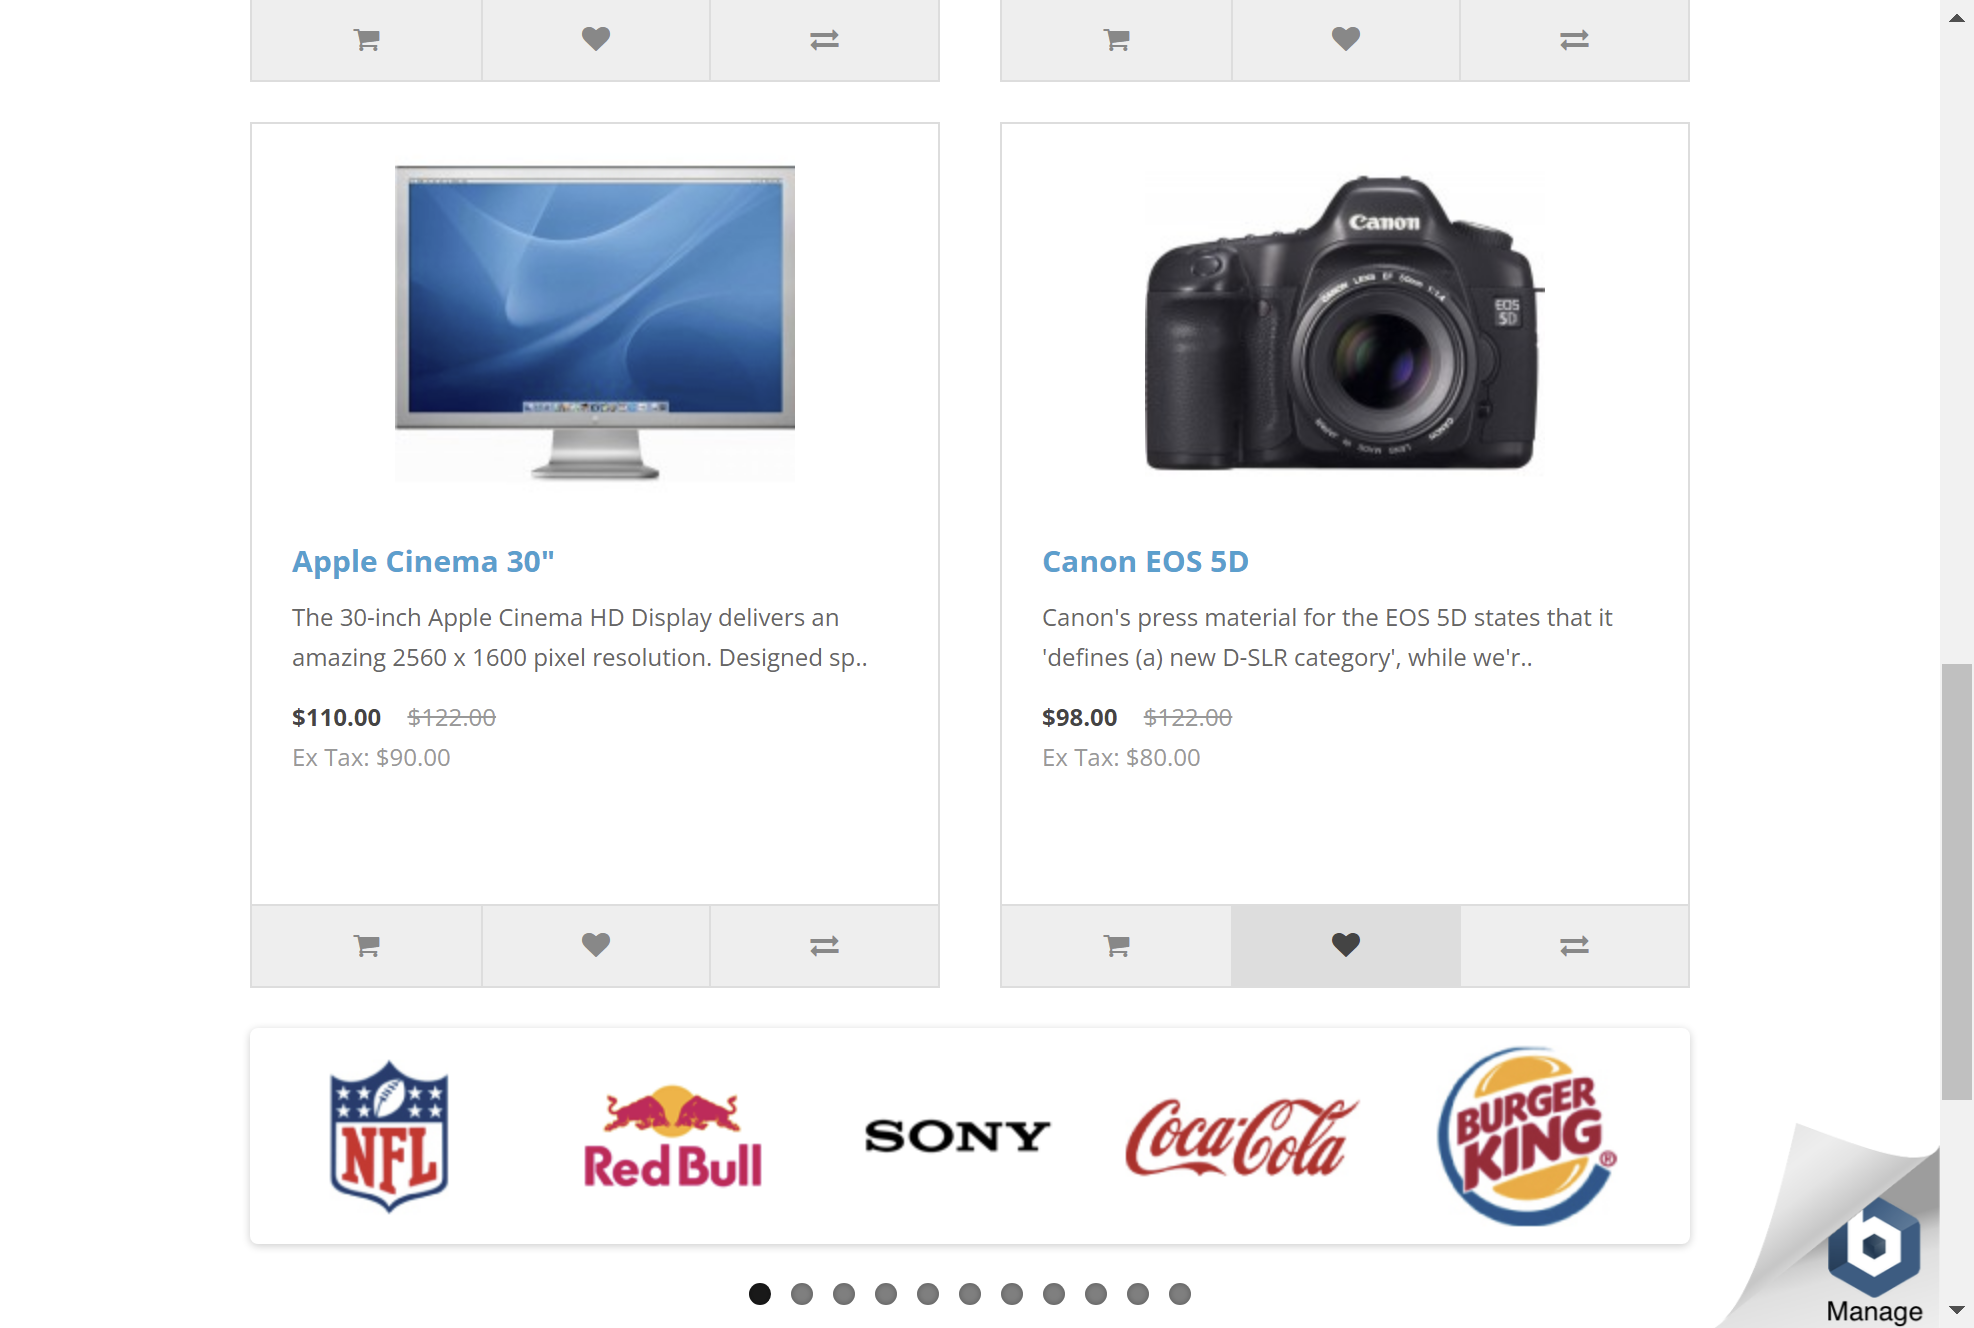 Canon
EOS
5D
Apple Cinema 30"
The 30-inch Apple Cinema HD Display delivers an
amazing 2560 x 1600 pixel resolution. Designed sp..
$110.00 $122.00
Ex Tax: $90.00
Canon EOS 5D
Canon's press material for the EOS 5D states that it
'defines (a) new D-SLR category', while we'r..
$98.00 $122.00
Ex Tax: $80.00
NFL
Red Bull
SONY
Coca-Cola
BURGER
KING®
b
Manage